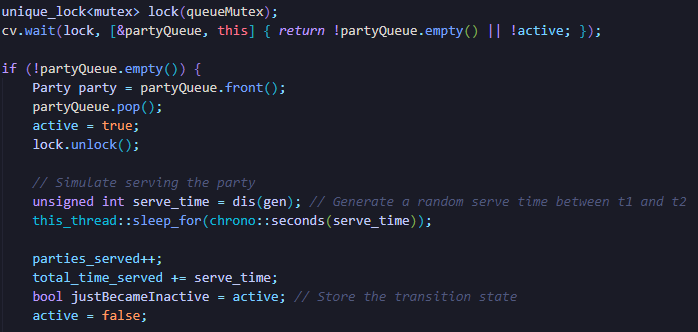 unique_lock<mutex> lock(queueMutex);
cv.wait(lock, [&partyQueue, this] { return !partyQueue.empty() || !active; });
if (!partyQueue.empty()) {
Party party = partyQueue.front();
partyQueue.pop();
active = true;
lock.unlock();
// Simulate serving the party
unsigned int serve_time = dis(gen); // Generate a random serve time between t1 and t2
this_thread::sleep_for(chrono::seconds(serve_time));
parties_served++;
total_time_served += serve_time;
bool justBecameInactive = active; // Store the transition state
active = false;